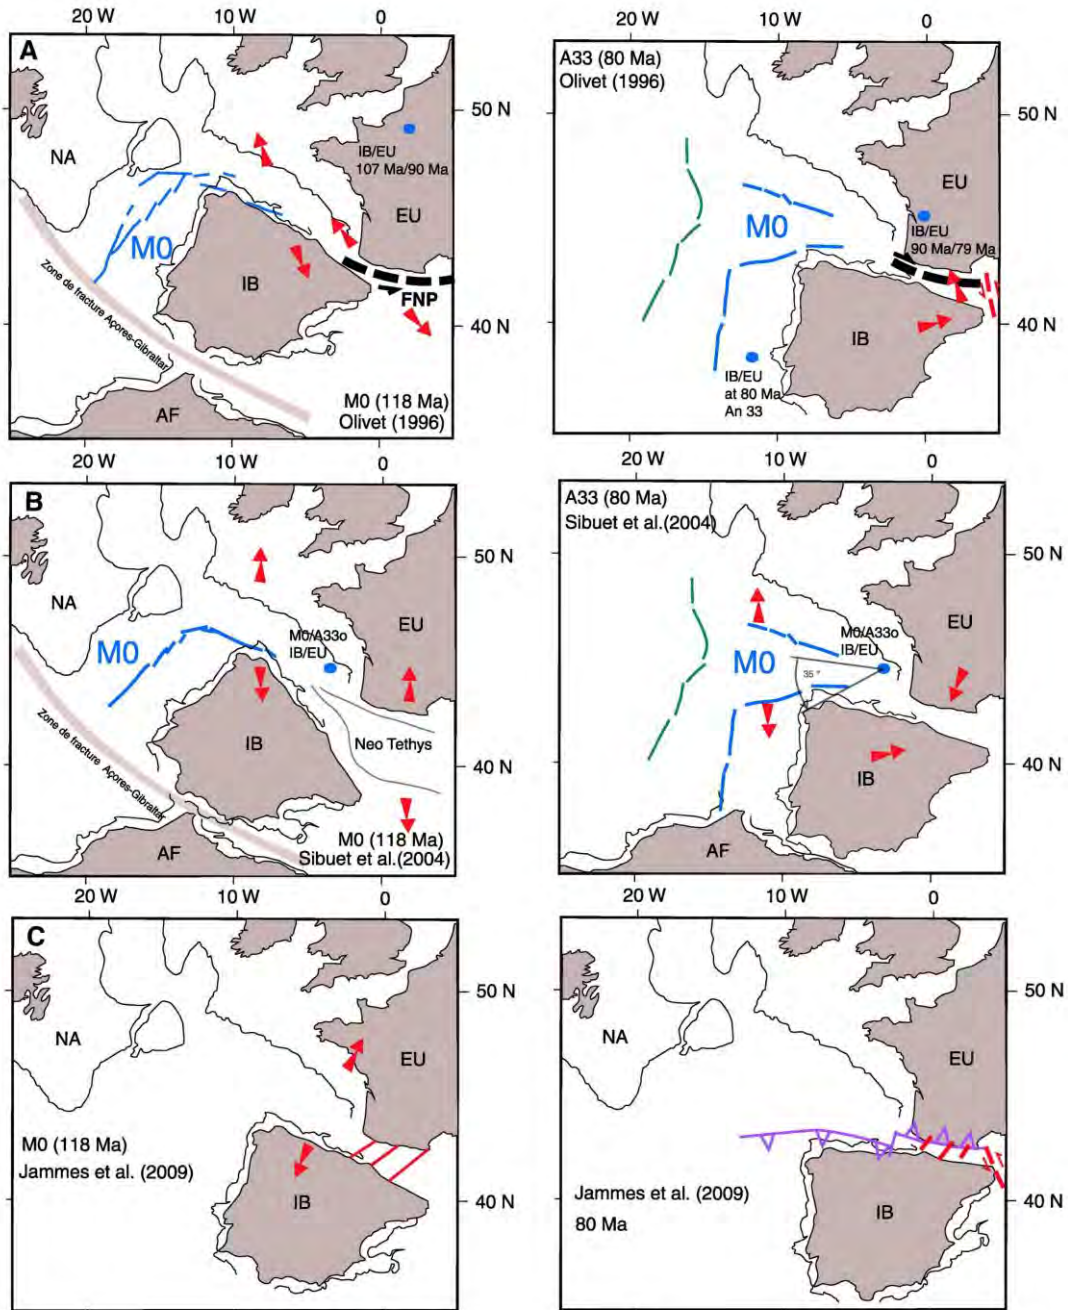 20 W
10 W
0
A
50 N
NA
IB/EU
107 Ma/90 Ma
EU
M0
IB
FNP
Zone de fracture Açores-Gibraltar
40 N
AF
M0 (118 Ma)
Olivet (1996)
20 W
10 W
0
10 W
0
A33 (80 Ma)
Olivet (1996)
50 N
EU
M0
IB/EU
90 Ma/79 Ma
IB
40 N
IB/EU
at 80 Ma
An 33
20 W
10 W
0
B
50 N
NA
EU
M0
M0/A33o
IB/EU
IB
Neo Tethys
Zone de fracture Açores-Gibraltar
40 N
AF
M0 (118 Ma)
Sibuet et al.(2004)
20 W
10 W
0
A33 (80 Ma)
Sibuet et al.(2004)
50 N
M0/A33o
IB/EU
EU
M0
35 °
IB
40 N
AF
10 W
0
C
50 N
NA
EU
M0 (118 Ma)
Jammes et al. (2009)
IB
40 N
50 N
NA
EU
Jammes et al. (2009)
80 Ma
IB
40 N